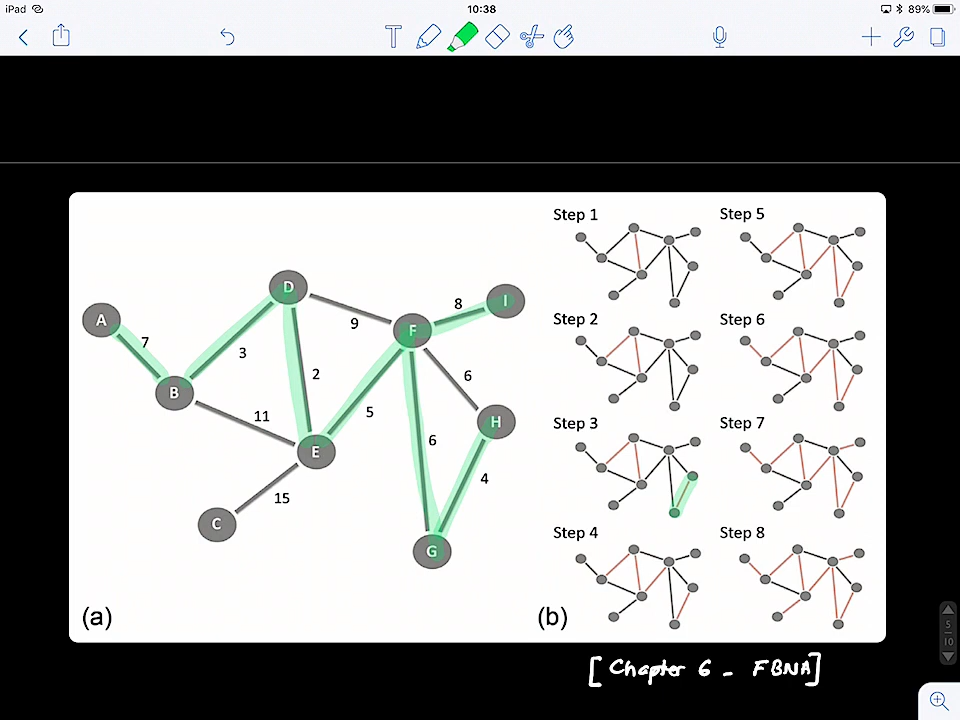 iPad
10:38
89%
T
Step 1
Step 5
D
I
8
A
9
F
7
Step 2
Step 6
3
2
6
B
5
11
H
Step 3
Step 7
E
6
4
15
C
Step 4
Step 8
G
(a)
(b)
5
10
[Chapter 6 - FBNA]